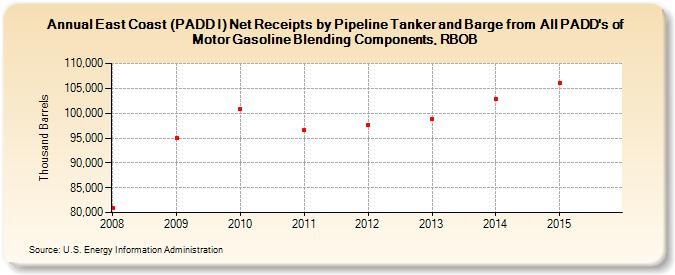 Annual East Coast (PADD I) Net Receipts by Pipeline Tanker and Barge from All PADD's of
Motor Gasoline Blending Components, RBOB
Thousand Barrels
110,000
105,000
100,000
95,000
90,000
85,000
80,000
2008 2009 2010 2011 2012 2013 2014 2015
Source: U.S. Energy Information Administration